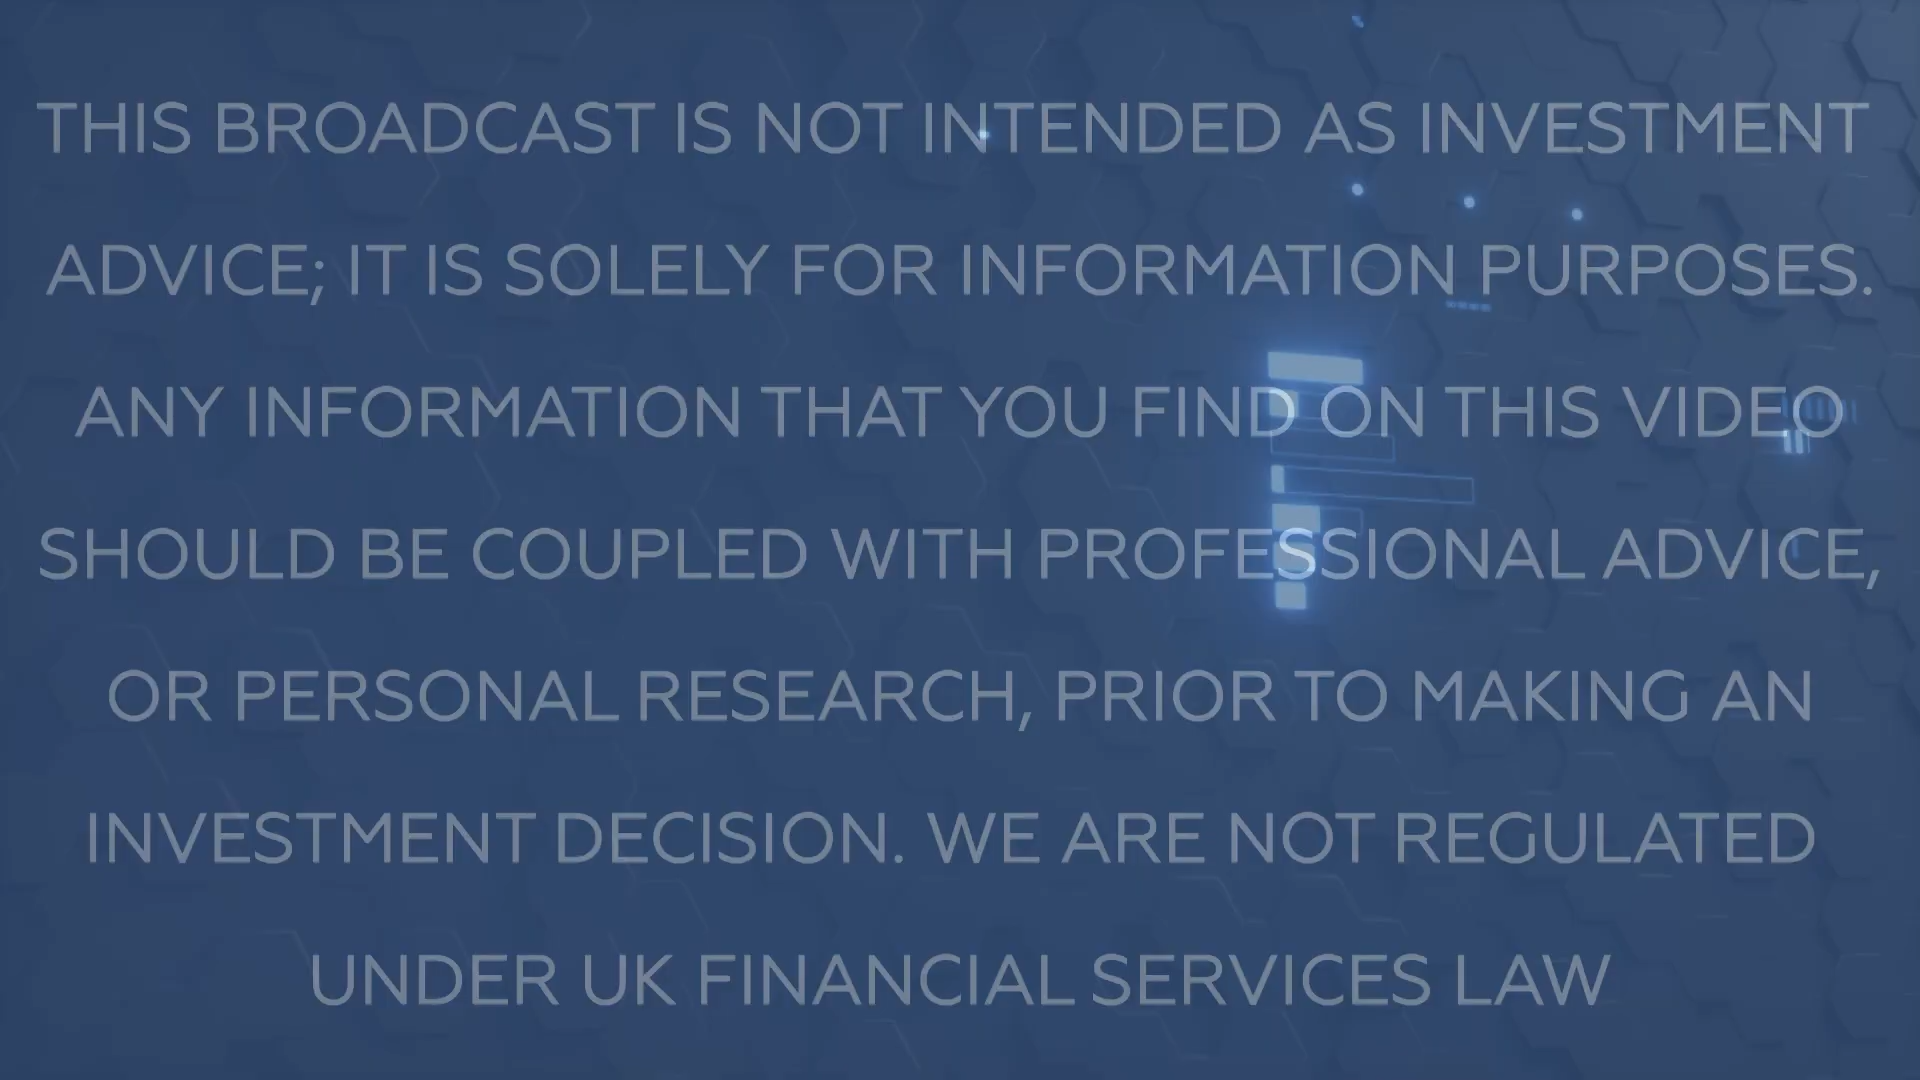 THIS BROADCAST IS NOT INTENDED AS INVESTMENT
ADVICE; IT IS SOLELY FOR INFORMATION PURPOSES.
ANY INFORMATION THAT YOU FIND ON THIS VIDEO
SHOULD BE COUPLED WITH PROFESSIONAL ADVICE,
OR PERSONAL RESEARCH, PRIOR TO MAKING AN
INVESTMENT DECISION. WE ARE NOT REGULATED
UNDER UK FINANCIAL SERVICES LAW